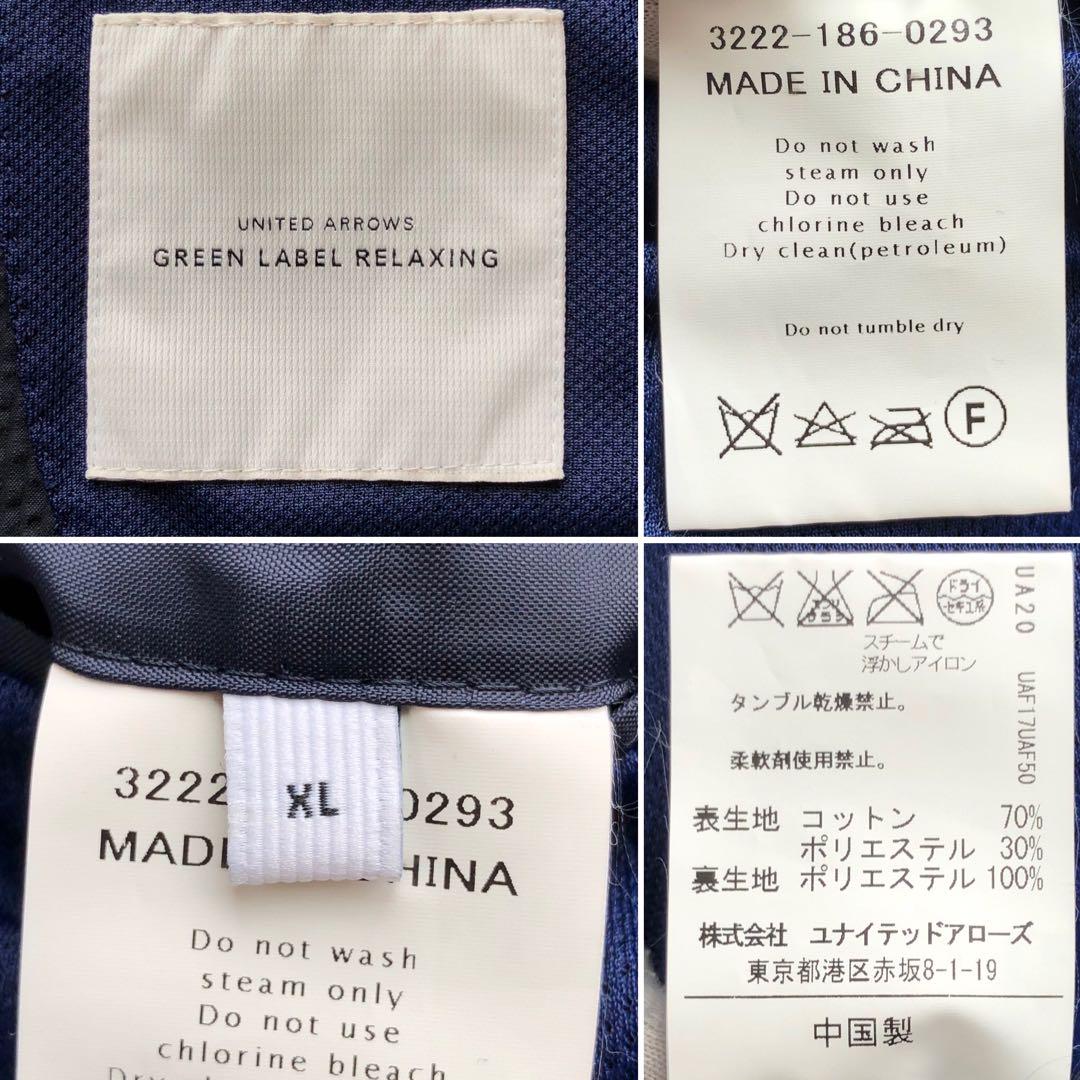 UNITED ARROWS
GREEN LABEL RELAXING
3222-186-0293
MADE IN CHINA
Do not wash
steam only
Do not use
chlorine bleach
Dry clean(petroleum)
Do not tumble dry
F
XL
3222 0293
MAD HINA
Do not wash
steam only
Do not use
chlorine bleach
ドライ
セキユ系
スチームで
浮かしアイロン
タンブル乾燥禁止。
柔軟剤使用禁止。
UA20
UAF17UAF50
表生地 コットン 70%
ポリエステル 30%
裏生地 ポリエステル 100%
株式会社 ユナイテッドアローズ
東京都港区赤坂8-1-19
中国製